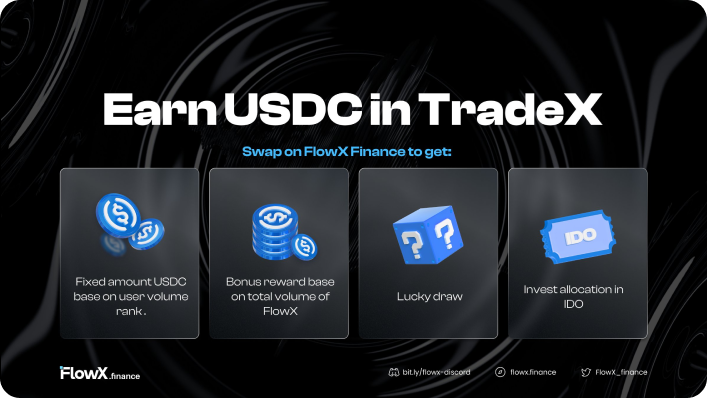 Earn USDC in TradeX
Swap on FlowX Finance to get:
Fixed amount USDC
base on user volume
rank.
Bonus reward base
on total volume of
FlowX
? ?
Lucky draw
IDO
Invest allocation in
IDO
FlowX.finance
bit.ly/flowx-discord
flowx.finance
FlowX_finance